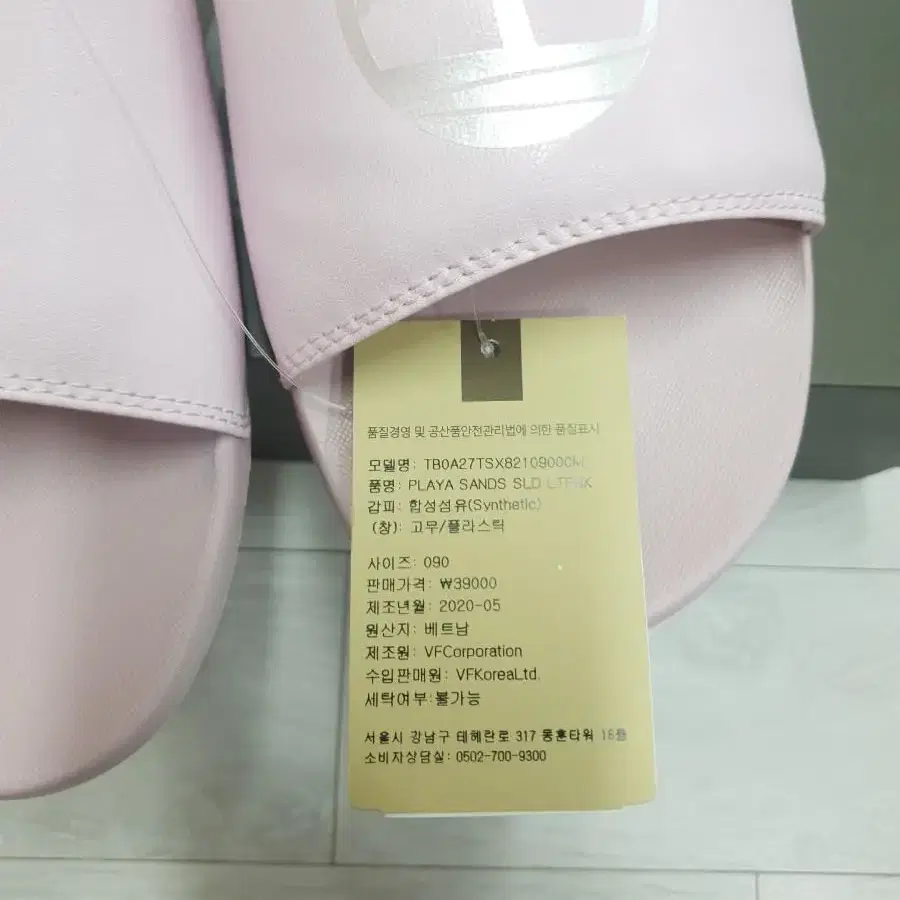 품질경영 및 공산품안전관리법에 의한 품질표시
모델명: TB0A27TSX82109000M
품명: PLAYA SANDS SLD LTPNK
갑피: 합성섬유(Synthetic)
(창): 고무/플라스틱
사이즈: 090
판매가격: ₩39000
제조년월: 2020-05
원산지: 베트남
제조원: VFCorporation
수입판매원: VFKoreaLtd.
세탁여부:불가능
서울시 강남구 테헤란로 317 동훈타워 16층
소비자상담실: 0502-700-9300